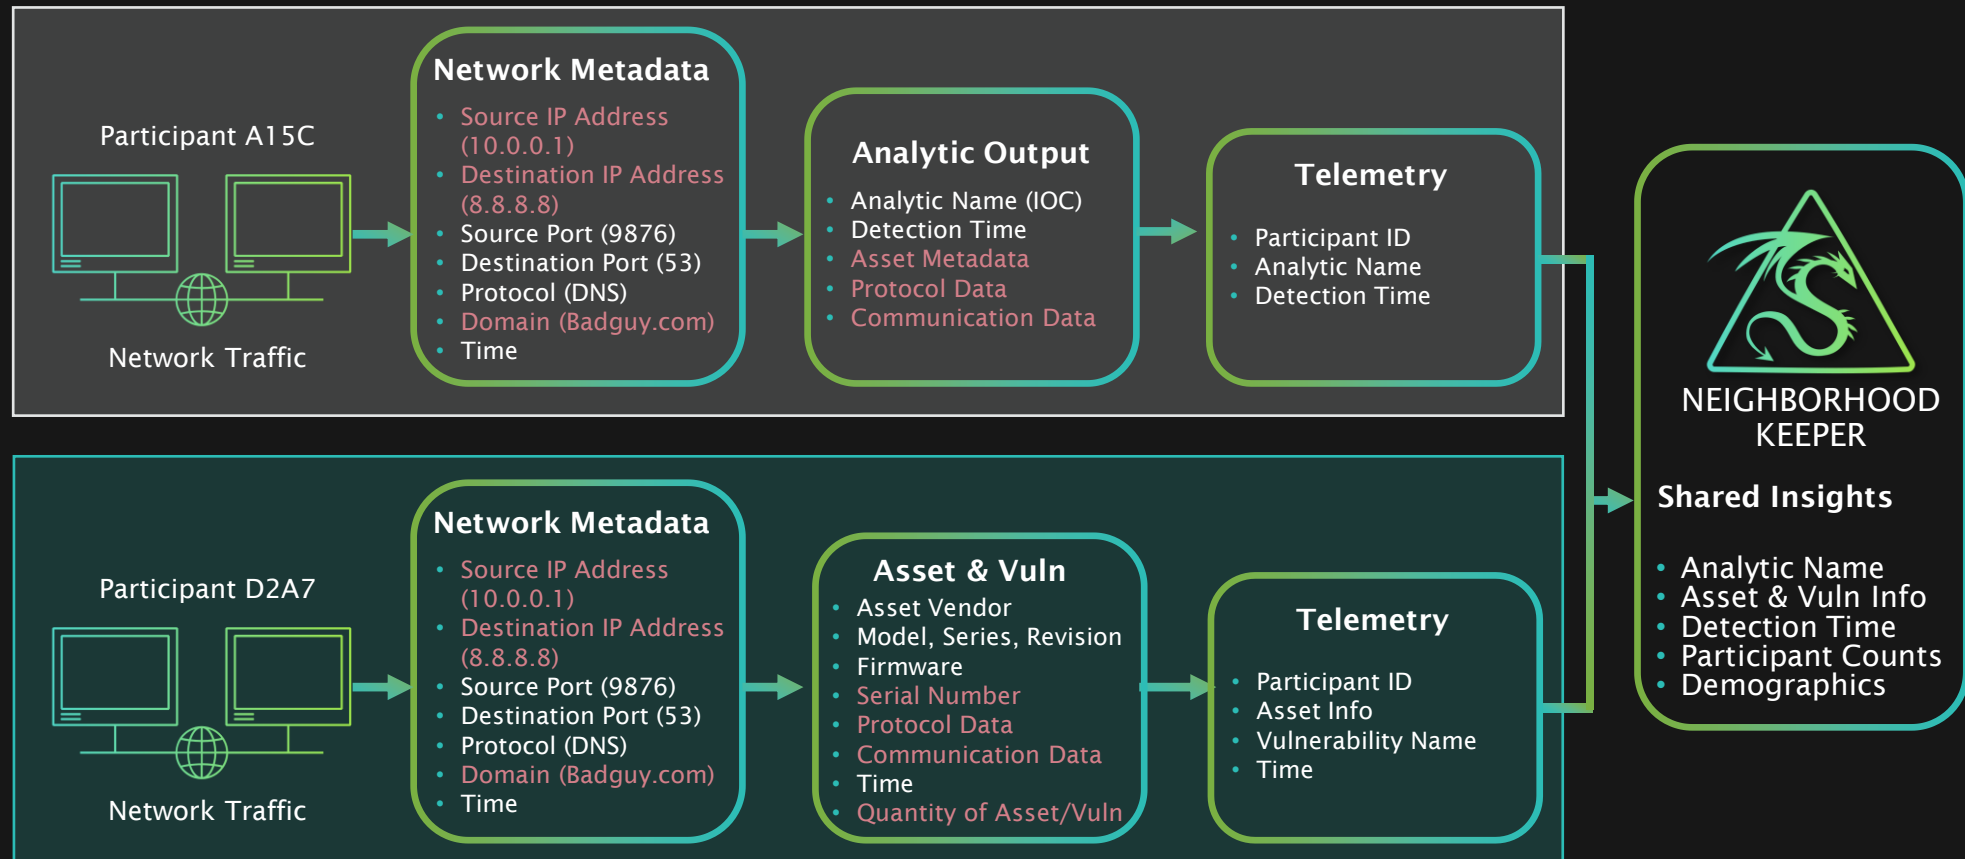 Participant A15C
Network Traffic
Network Metadata
• Source IP Address
(10.0.0.1)
• Destination IP Address
(8.8.8.8)
• Source Port (9876)
• Destination Port (53)
• Protocol (DNS)
• Domain (Badguy.com)
• Time
Analytic Output
• Analytic Name (IOC)
• Detection Time
• Asset Metadata
• Protocol Data
• Communication Data
Telemetry
• Participant ID
• Analytic Name
• Detection Time
Participant D2A7
Network Traffic
Network Metadata
• Source IP Address
(10.0.0.1)
• Destination IP Address
(8.8.8.8)
• Source Port (9876)
• Destination Port (53)
• Protocol (DNS)
• Domain (Badguy.com)
• Time
Asset & Vuln
• Asset Vendor
• Model, Series, Revision
• Firmware
• Serial Number
• Protocol Data
• Communication Data
• Time
• Quantity of Asset/Vuln
Telemetry
• Participant ID
• Asset Info
• Vulnerability Name
• Time
NEIGHBORHOOD
KEEPER
Shared Insights
• Analytic Name
• Asset & Vuln Info
• Detection Time
• Participant Counts
• Demographics